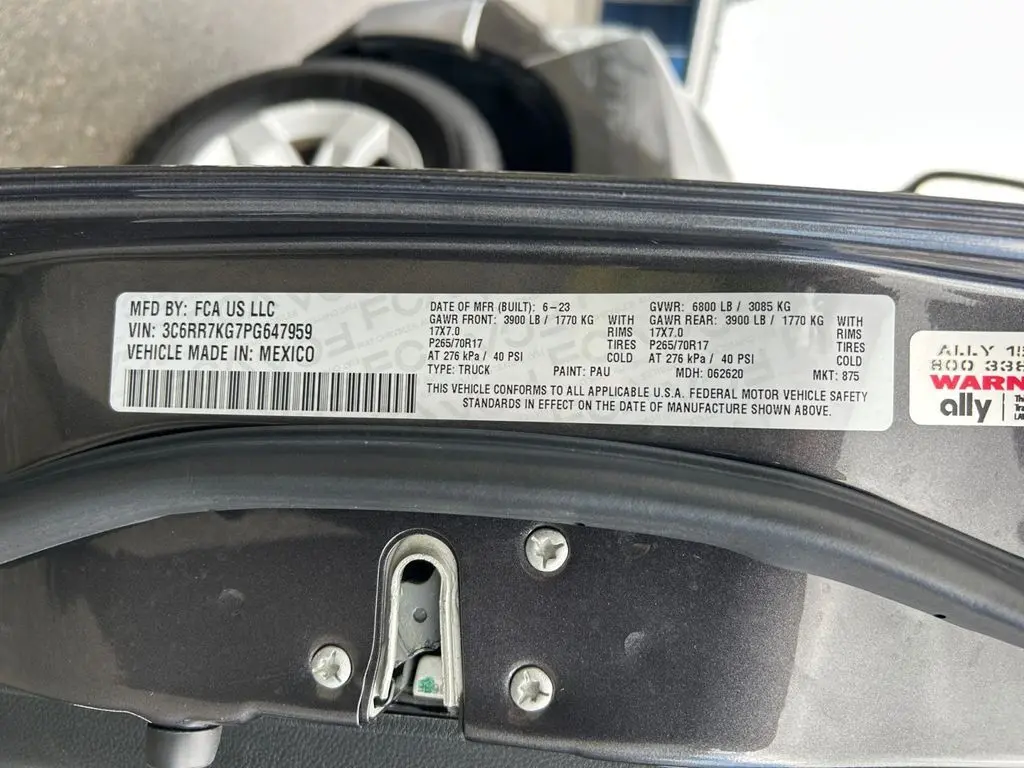 MFD BY: FCA US LLC
VIN: 3C6RR7KG7PG647959
VEHICLE MADE IN: MEXICO
DATE OF MFR (BUILT): 6-23 GVWR: 6800 LB / 3085 KG
GAWR FRONT: 3900 LB / 1770 KG WITH GAWR REAR: 3900 LB / 1770 KG WITH
17X7.0 RIMS 17X7.0 RIMS
P265/70R17 TIRES P265/70R17 TIRES
AT 276 kPa / 40 PSI COLD AT 276 kPa / 40 PSI COLD
TYPE: TRUCK PAINT: PAU MDH: 062620 MKT: 875
THIS VEHICLE CONFORMS TO ALL APPLICABLE U.S.A. FEDERAL MOTOR VEHICLE SAFETY
STANDARDS IN EFFECT ON THE DATE OF MANUFACTURE SHOWN ABOVE.
ALLY
800 338
WARN
ally